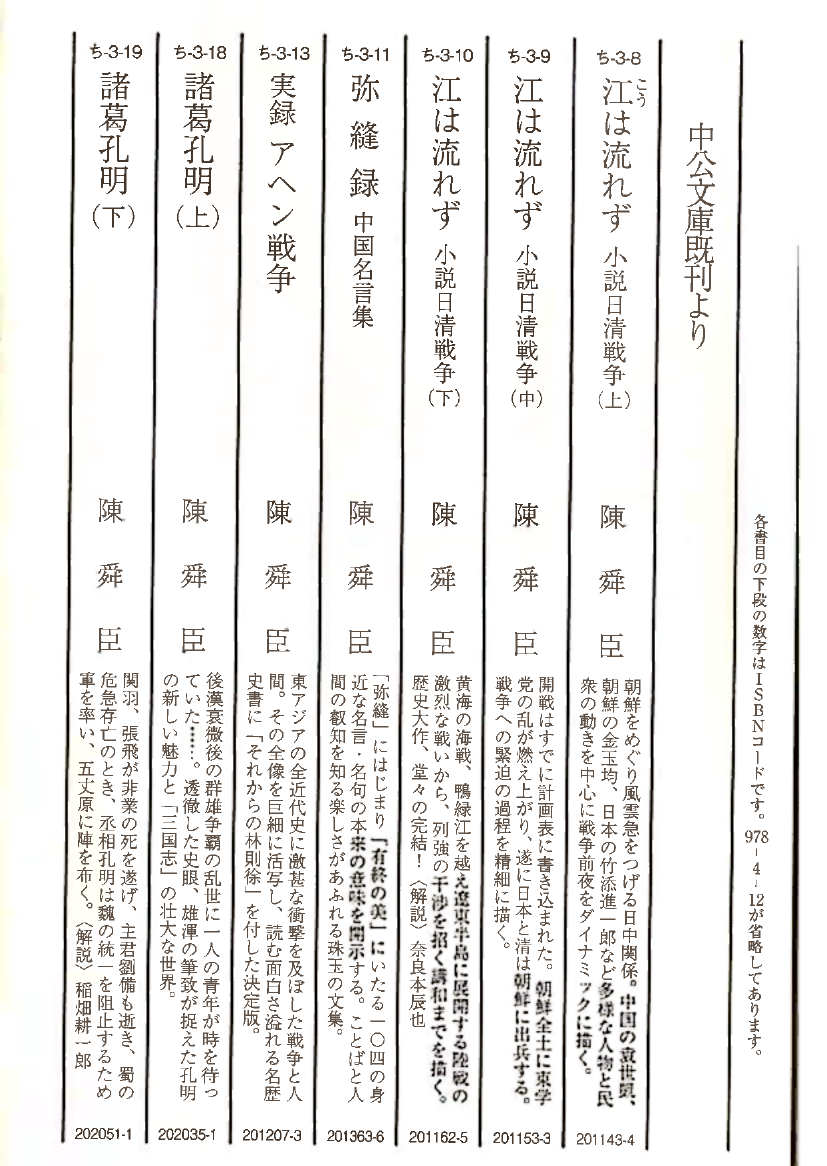 中公文庫既刊より
各書目の下段の数字はISBNコードです。978-4-12が省略してあります。
ち-3-8
江は流れず 小説日清戦争(上)
こう
陳舜臣
朝鮮をめぐり風雲急をつげる日中関係。中国の袁世凱、
朝鮮の金玉均、日本の竹添進一郎など多様な人物と民
衆の動きを中心に戦争前夜をダイナミックに描く。
201143-4
ち-3-9
江は流れず 小説日清戦争(中)
陳舜臣
開戦はすでに計画表に書き込まれた。朝鮮全土に東学
党の乱が燃え上がり、遂に日本と清は朝鮮に出兵する。
戦争への緊迫の過程を精細に描く。
201153-3
ち-3-10
江は流れず 小説日清戦争(下)
陳舜臣
黄海の海戦、鴨緑江を越え遼東半島に展開する陸戦の
激烈な戦いから、列強の干渉を招く講和までを描く。
歴史大作、堂々の完結!〈解説〉奈良本辰也
201162-5
ち-3-11
弥縫録 中国名言集
陳舜臣
「弥縫」にはじまり「有終の美」にいたる一〇四の身
近な名言・名句の本来の意味を開示する。ことばと人
間の叡知を知る楽しさがあふれる珠玉の文集。
201363-6
ち-3-13
実録 アヘン戦争
陳舜臣
東アジアの全近代史に激甚な衝撃を及ぼした戦争と人
間。その全像を巨細に活写し、読む面白さ溢れる名歴
史書に「それからの林則徐」を付した決定版。
201207-3
ち-3-18
諸葛孔明(上)
陳舜臣
後漢衰微後の群雄争覇の乱世に一人の青年が時を待っ
ていた……。透徹した史眼、雄渾の筆致が捉えた孔明
の新しい魅力と「三国志」の壮大な世界。
202035-1
ち-3-19
諸葛孔明(下)
陳舜臣
関羽、張飛が非業の死を遂げ、主君劉備も逝き、蜀の
危急存亡のとき、丞相孔明は魏の統一を阻止するため
軍を率い、五丈原に陣を布く。〈解説〉稲畑耕一郎
202051-1